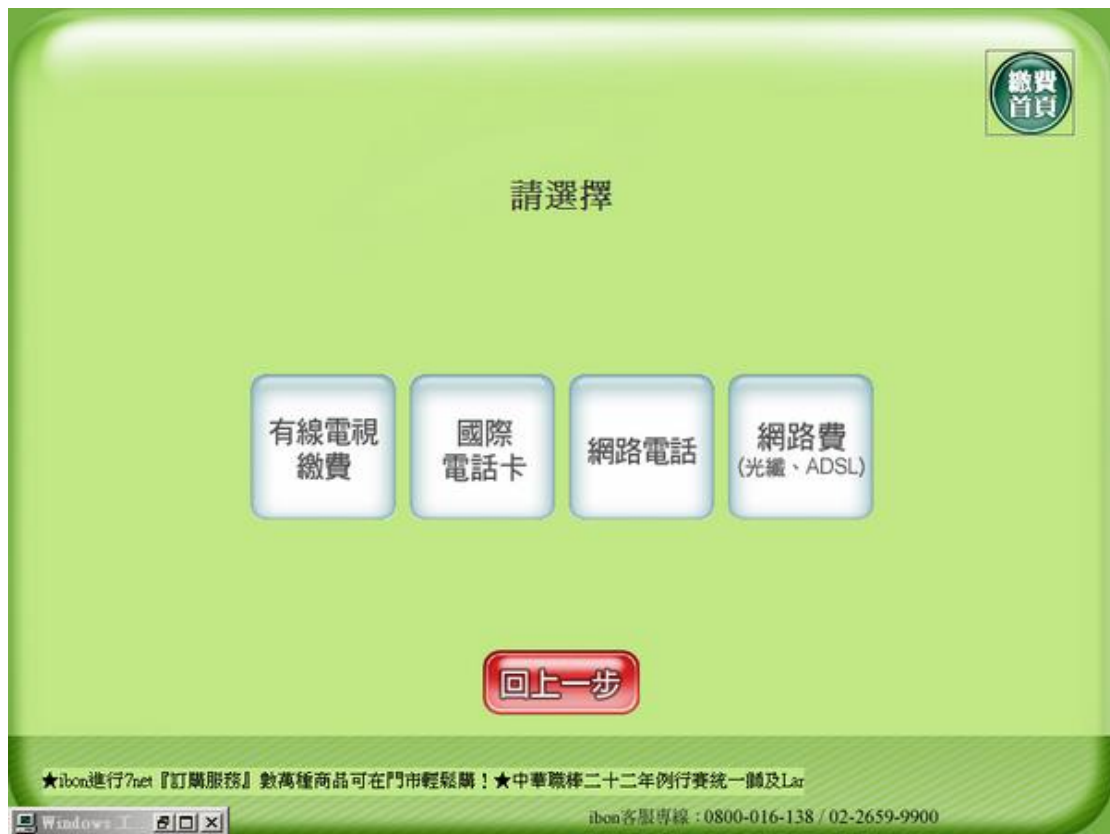 繳費
首頁
請選擇
有線電視
繳費
國際
電話卡
網路電話
網路費
(光纖、ADSL)
回上一步
★ibon進行7net『訂購服務』數萬種商品可在門市輕鬆購！★中華職棒二十二年例行賽統一獅及Lar
Windows 工
ibon客服專線：0800-016-138 / 02-2659-9900